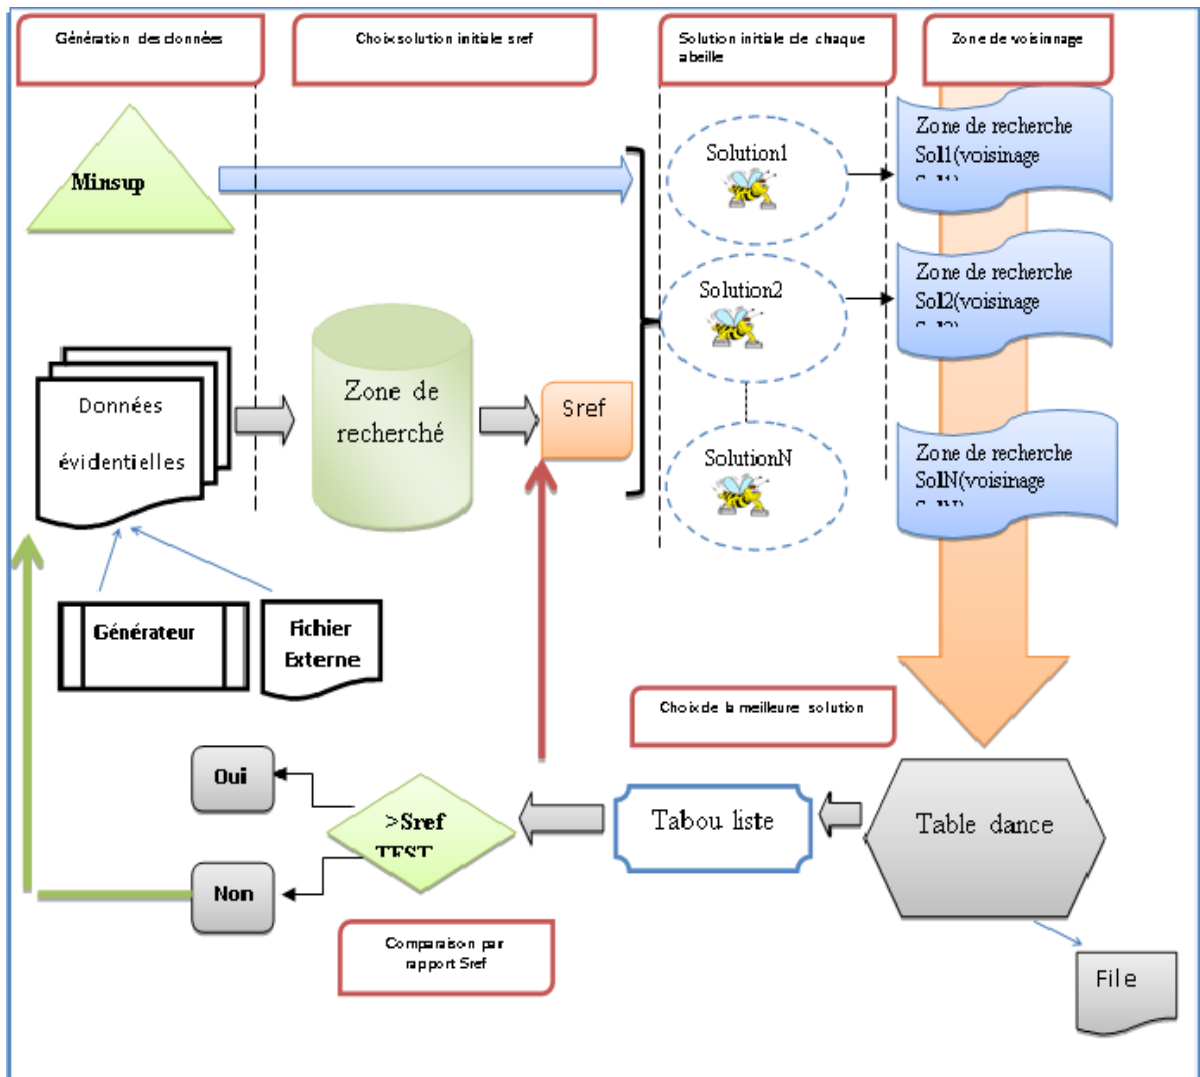 Génération des données
Choix solution initiale sref
Solution initiale de chaque
abeille
Zone de voisinnage
Minsup
Solution1
Zone de recherche
Sol1(voisinage
Solution2
Zone de recherche
Sol2(voisinage
Données
évidentielles
Zone de
recherché
Sref
SolutionN
Zone de recherche
SolN(voisinage
Générateur
Fichier
Externe
Choix de la meilleure solution
Oui
>Sref
TEST
Tabou liste
Table dance
Non
Comparaison par
rapport Sref
File